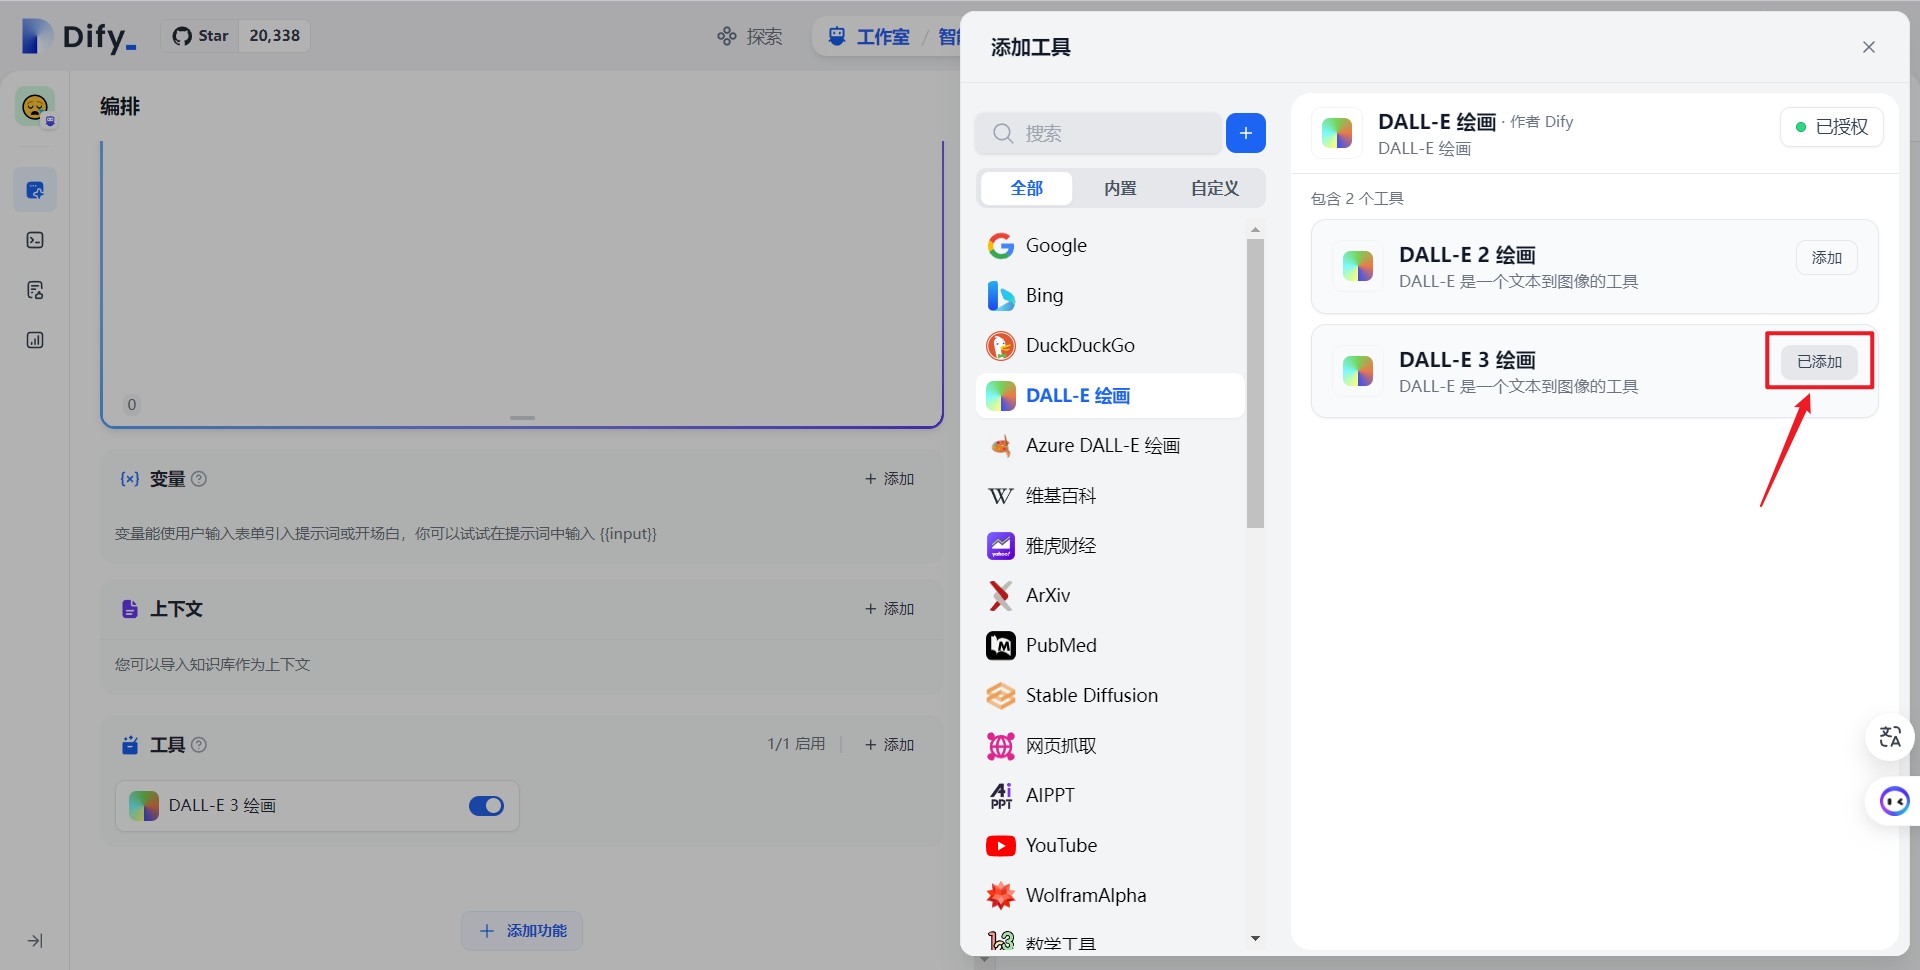 Dify_
Star 20,338
探索
工作室 / 智
编排
0
变量
添加
变量能使用户输入表单引入提示词或开场白，你可以试试在提示词中输入 {{input}}
上下文
添加
您可以导入知识库作为上下文
工具
1/1 启用
添加
DALL-E 3 绘画
添加功能
添加工具
搜索
全部 内置 自定义
Google
Bing
DuckDuckGo
DALL-E 绘画
Azure DALL-E 绘画
维基百科
雅虎财经
ArXiv
PubMed
Stable Diffusion
网页抓取
AIPPT
YouTube
WolframAlpha
数学工具
DALL-E 绘画 · 作者 Dify
DALL-E 绘画
已授权
包含 2 个工具
DALL-E 2 绘画
DALL-E 是一个文本到图像的工具
添加
DALL-E 3 绘画
DALL-E 是一个文本到图像的工具
已添加